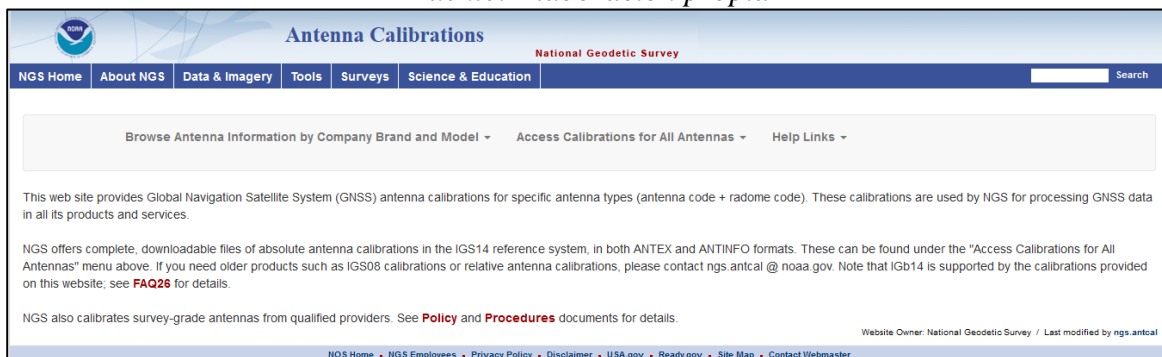 NOAA
Antenna Calibrations
National Geodetic Survey
NGS Home About NGS Data & Imagery Tools Surveys Science & Education Search
Browse Antenna Information by Company Brand and Model Access Calibrations for All Antennas Help Links
This web site provides Global Navigation Satellite System (GNSS) antenna calibrations for specific antenna types (antenna code + radome code). These calibrations are used by NGS for processing GNSS data
in all its products and services.
NGS offers complete, downloadable files of absolute antenna calibrations in the IGS14 reference system, in both ANTEX and ANTINFO formats. These can be found under the "Access Calibrations for All
Antennas" menu above. If you need older products such as IGS08 calibrations or relative antenna calibrations, please contact ngs.antcal @ noaa.gov. Note that IGb14 is supported by the calibrations provided
on this website; see FAQ26 for details.
NGS also calibrates survey-grade antennas from qualified providers. See Policy and Procedures documents for details.
Website Owner: National Geodetic Survey / Last modified by ngs.antcal
NOS Home • NGS Employees • Privacy Policy • Disclaimer • USA.gov • Ready.gov • Site Map • Contact Webmaster